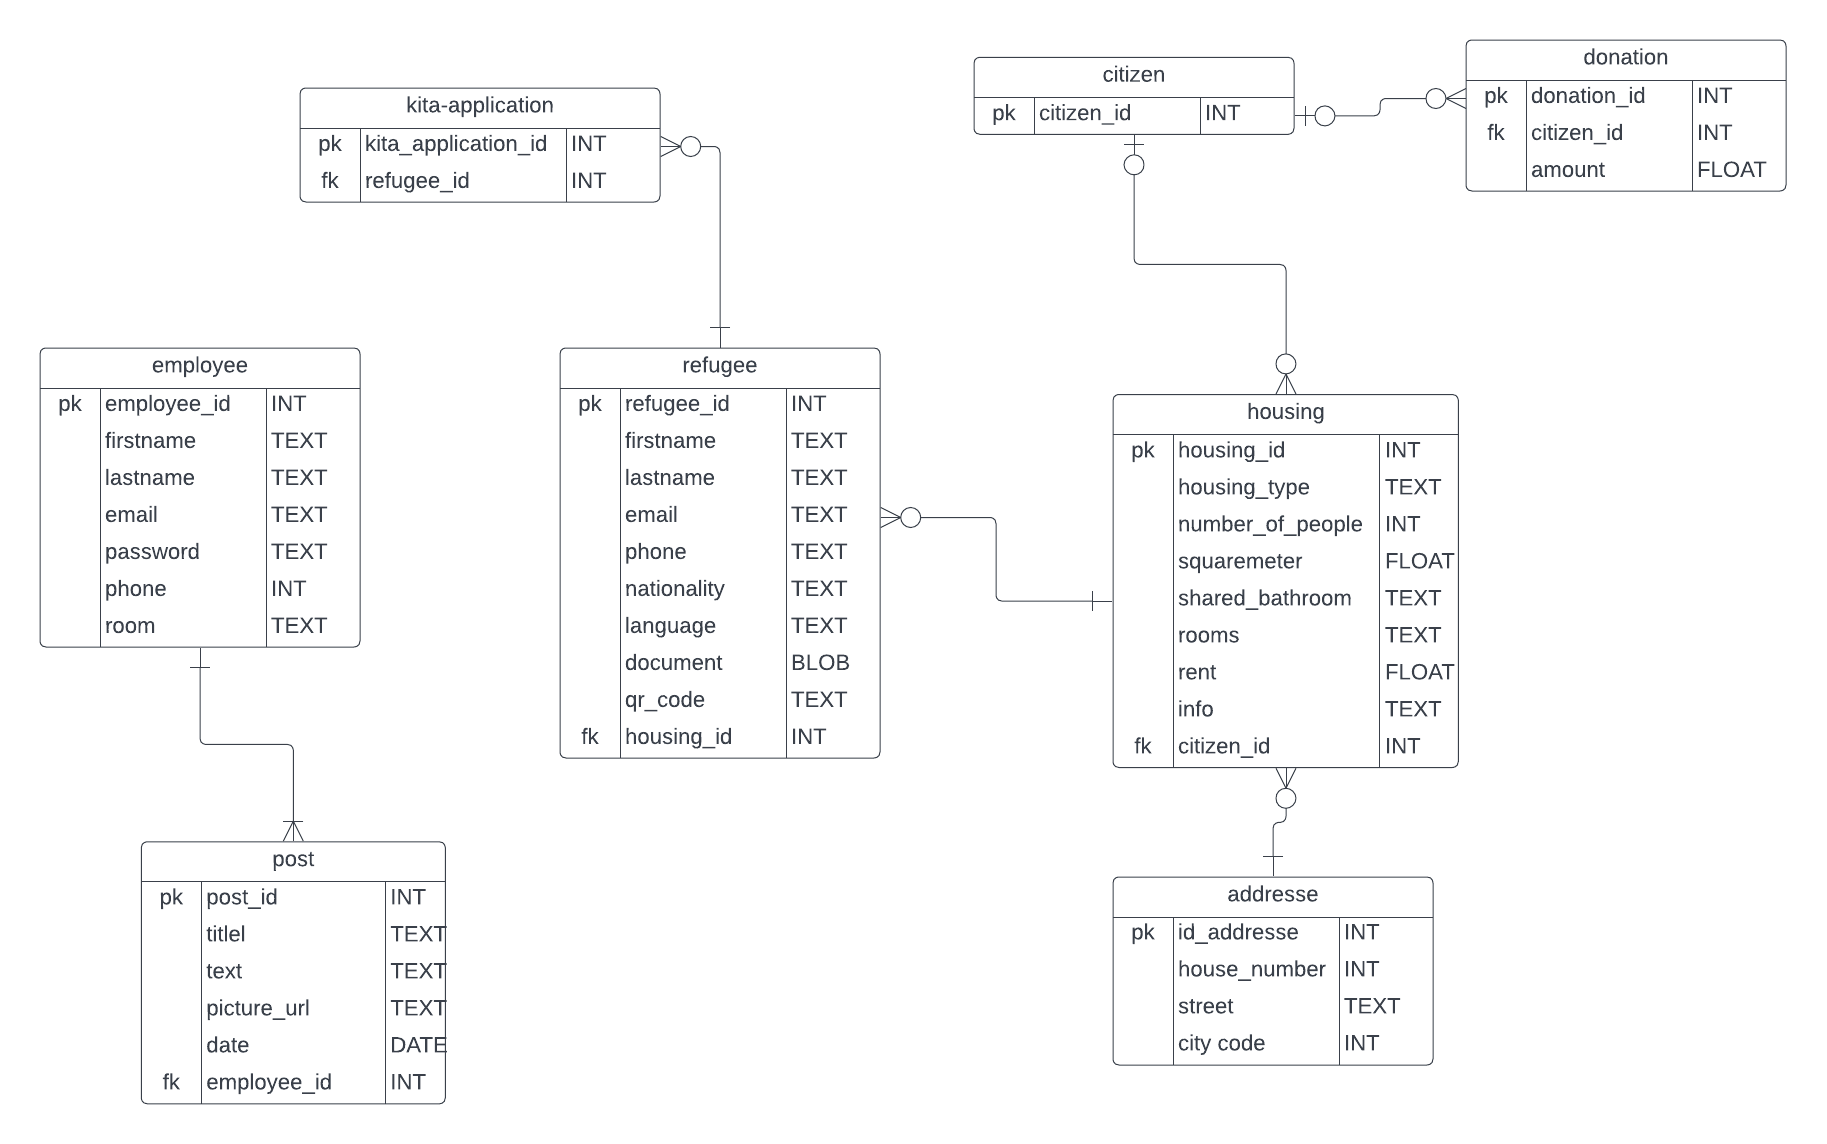 kita-application
pk kita_application_id INT
fk refugee_id INT
citizen
pk citizen_id INT
donation
pk donation_id INT
fk citizen_id INT
amount FLOAT
employee
pk employee_id INT
firstname TEXT
lastname TEXT
email TEXT
password TEXT
phone INT
room TEXT
refugee
pk refugee_id INT
firstname TEXT
lastname TEXT
email TEXT
phone TEXT
nationality TEXT
language TEXT
document BLOB
qr_code TEXT
fk housing_id INT
housing
pk housing_id INT
housing_type TEXT
number_of_people INT
squaremeter FLOAT
shared_bathroom TEXT
rooms TEXT
rent FLOAT
info TEXT
fk citizen_id INT
post
pk post_id INT
titlel TEXT
text TEXT
picture_url TEXT
date DATE
fk employee_id INT
addresse
pk id_addresse INT
house_number INT
street TEXT
city code INT